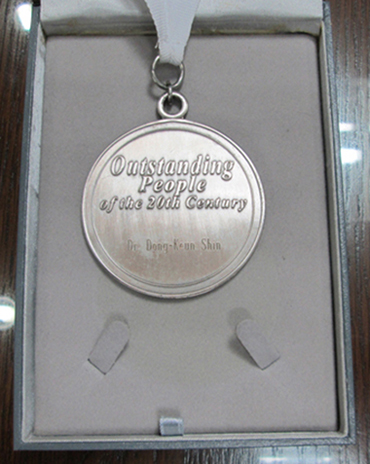 Outstanding
People
of the 20th Century
Dr Dong-Keun Shin